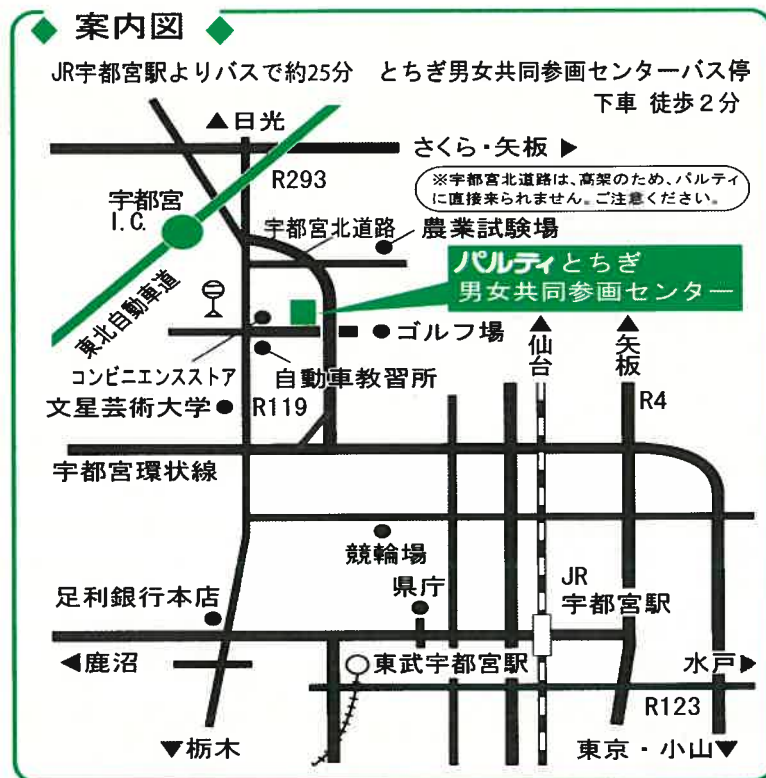 案内図
JR宇都宮駅よりバスで約25分 とちぎ男女共同参画センターバス停
下車 徒歩2分
▲日光
さくら・矢板 ▶
R293
※宇都宮北道路は、高架のため、パルティ
に直接来られません。ご注意ください。
宇都宮
I.C.
宇都宮北道路
農業試験場
パルティとちぎ
男女共同参画センター
東北自動車道
ゴルフ場
▲仙台
▲矢板
コンビニエンスストア
自動車教習所
文星芸術大学
R119
R4
宇都宮環状線
競輪場
JR
宇都宮駅
県庁
足利銀行本店
◀鹿沼
東武宇都宮駅
水戸▶
R123
▼栃木
東京・小山▼